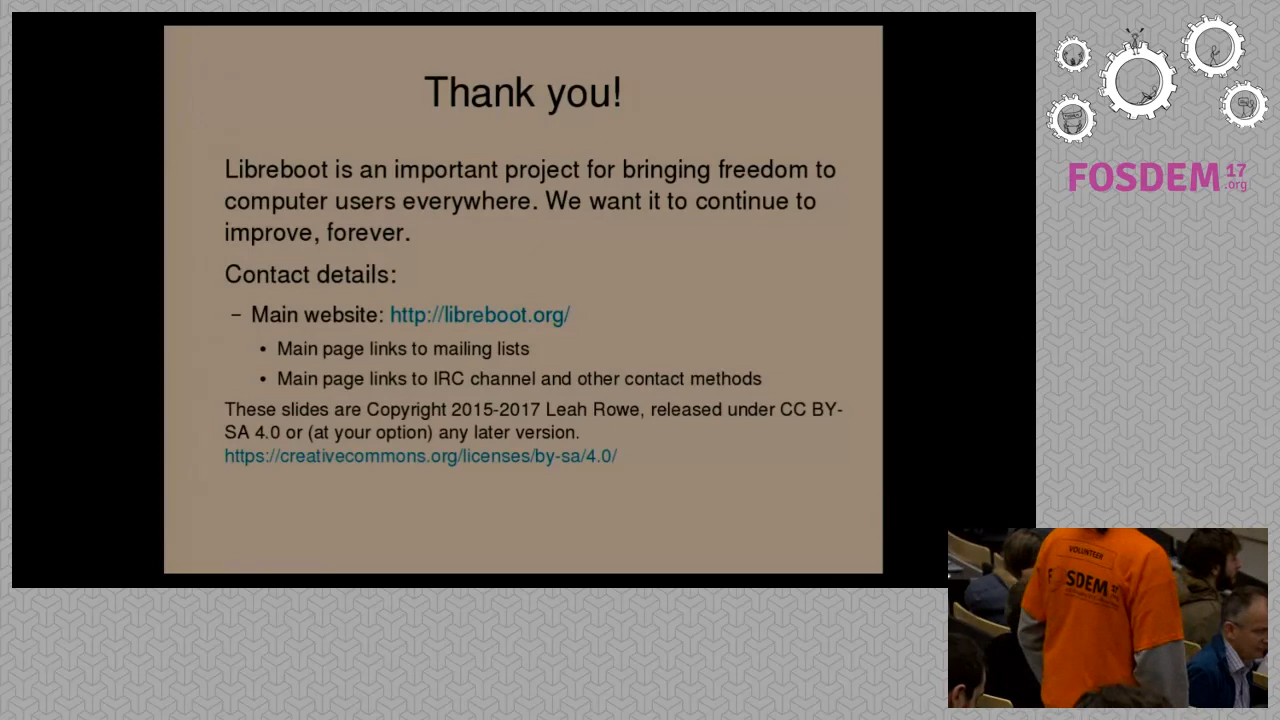 Thank you!
Libreboot is an important project for bringing freedom to
computer users everywhere. We want it to continue to
improve, forever.
Contact details:
– Main website: http://libreboot.org/
• Main page links to mailing lists
• Main page links to IRC channel and other contact methods
These slides are Copyright 2015-2017 Leah Rowe, released under CC BY-
SA 4.0 or (at your option) any later version.
https://creativecommons.org/licenses/by-sa/4.0/
FOSDEM 17
.org
VOLUNTEER